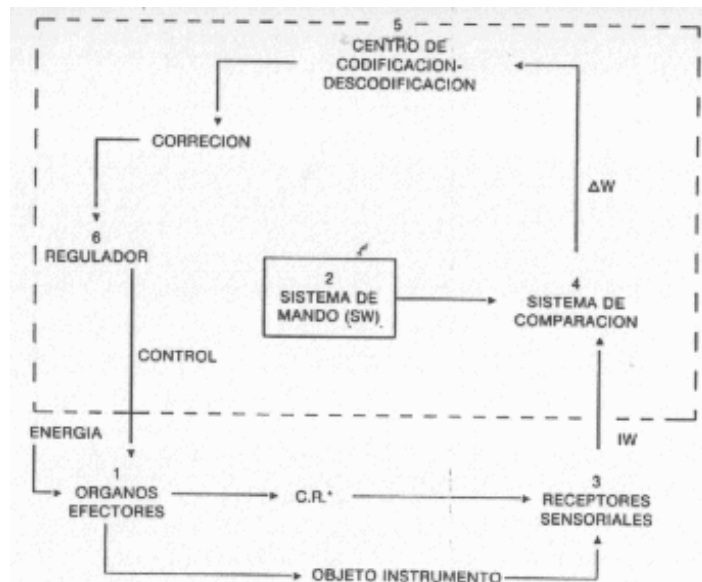 5
CENTRO DE
CODIFICACION-
DESCODIFICACION
CORRECION
ΔW
6
REGULADOR
2
SISTEMA DE
MANDO (SW)
4
SISTEMA DE
COMPARACION
CONTROL
ENERGIA
IW
1
ORGANOS
EFECTORES
C.R.*
3
RECEPTORES
SENSORIALES
OBJETO INSTRUMENTO